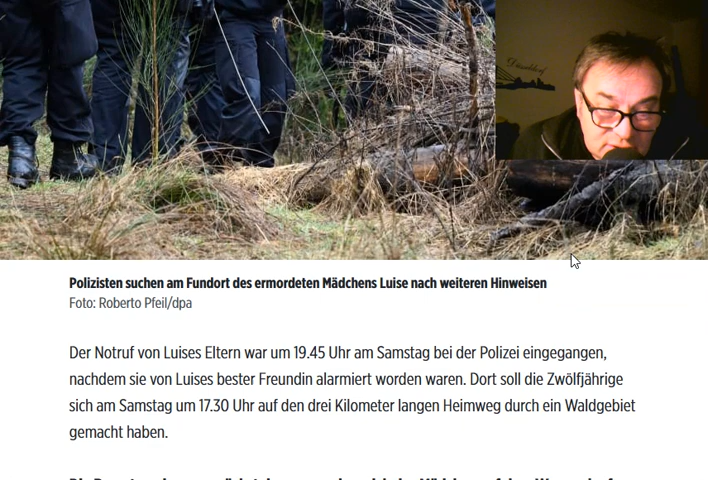 Düsseldorf
Polizisten suchen am Fundort des ermordeten Mädchens Luise nach weiteren Hinweisen
Foto: Roberto Pfeil/dpa
Der Notruf von Luises Eltern war um 19.45 Uhr am Samstag bei der Polizei eingegangen,
nachdem sie von Luises bester Freundin alarmiert worden waren. Dort soll die Zwölfjährige
sich am Samstag um 17.30 Uhr auf den drei Kilometer langen Heimweg durch ein Waldgebiet
gemacht haben.